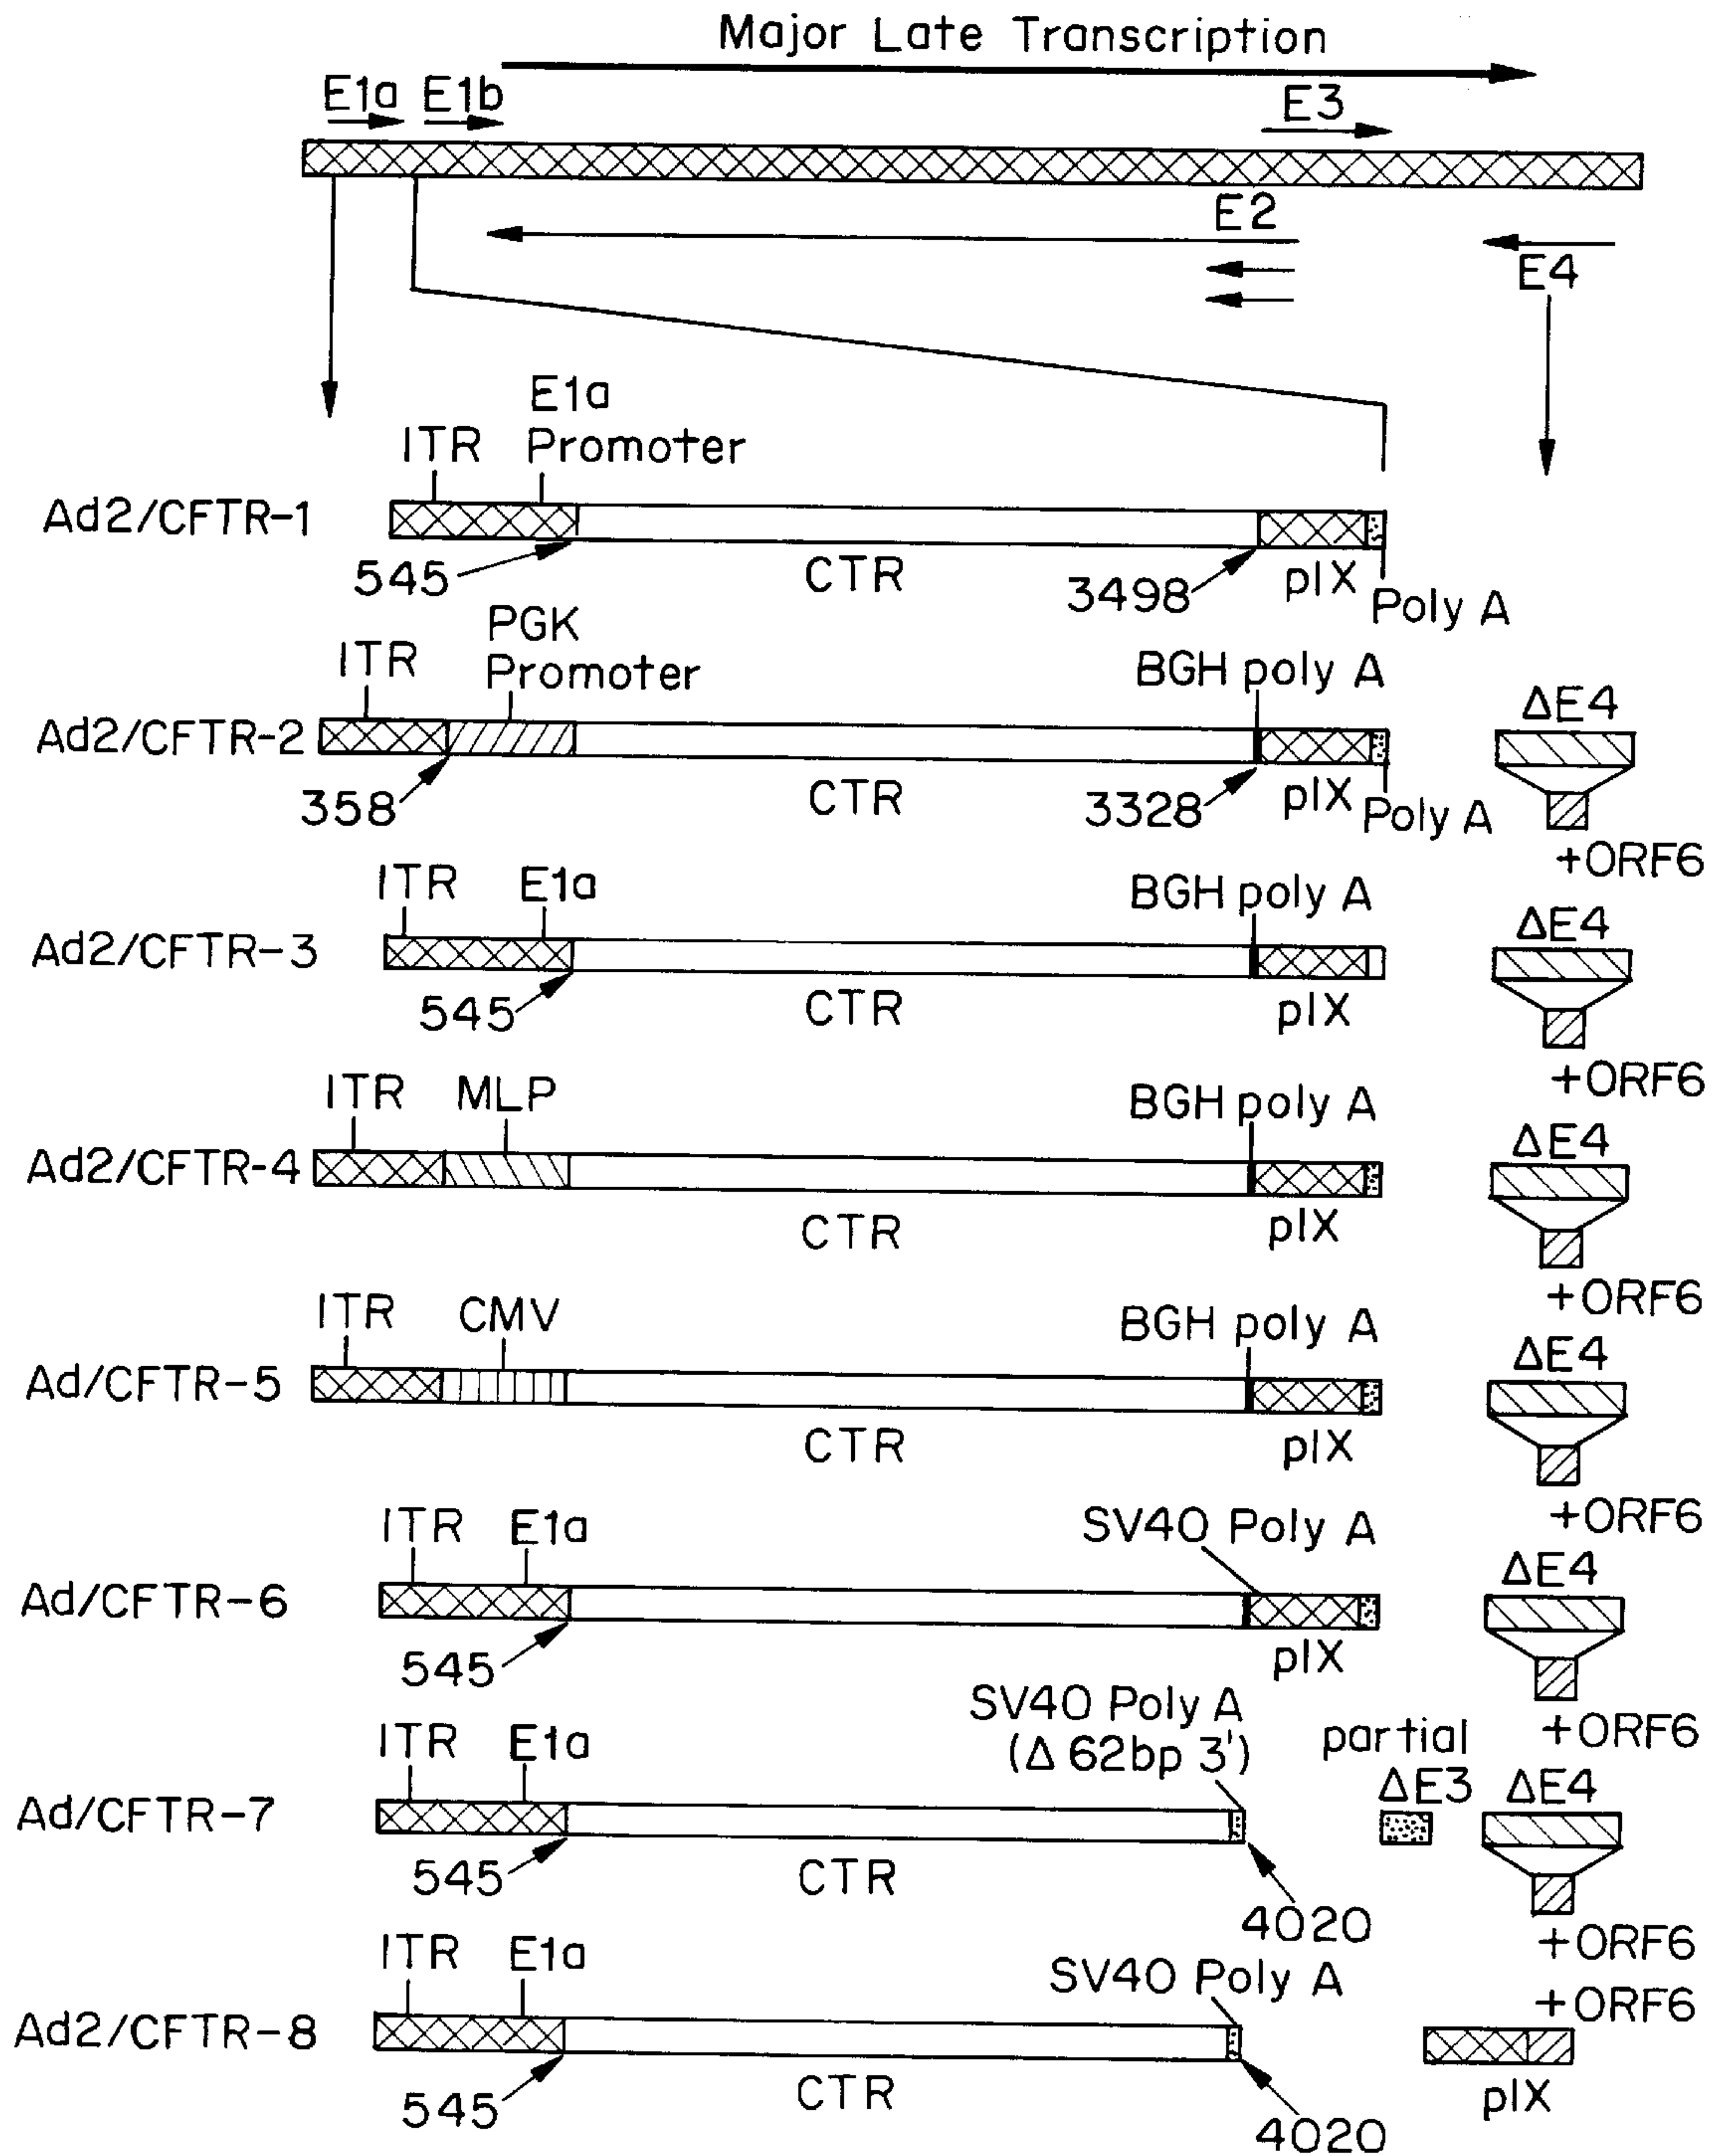 Major Late Transcription
E1a E1b
E3
E2
E4
E1a
ITR Promoter
Ad2/CFTR-1
545 CTR 3498 pIX Poly A
PGK
ITR Promoter BGH poly A ΔE4
Ad2/CFTR-2
358 CTR 3328 pIX Poly A
+ORF6
ITR E1a BGH poly A ΔE4
Ad2/CFTR-3
545 CTR pIX
+ORF6
ITR MLP BGH poly A ΔE4
Ad2/CFTR-4
CTR pIX
+ORF6
ITR CMV BGH poly A ΔE4
Ad/CFTR-5
CTR pIX
+ORF6
ITR E1a SV40 Poly A ΔE4
Ad/CFTR-6
545 pIX
+ORF6
SV40 Poly A
ITR E1a (Δ 62bp 3') partial
ΔE3 ΔE4
Ad/CFTR-7
545 CTR 4020
+ORF6
ITR E1a SV40 Poly A +ORF6
Ad2/CFTR-8
545 CTR 4020 pIX